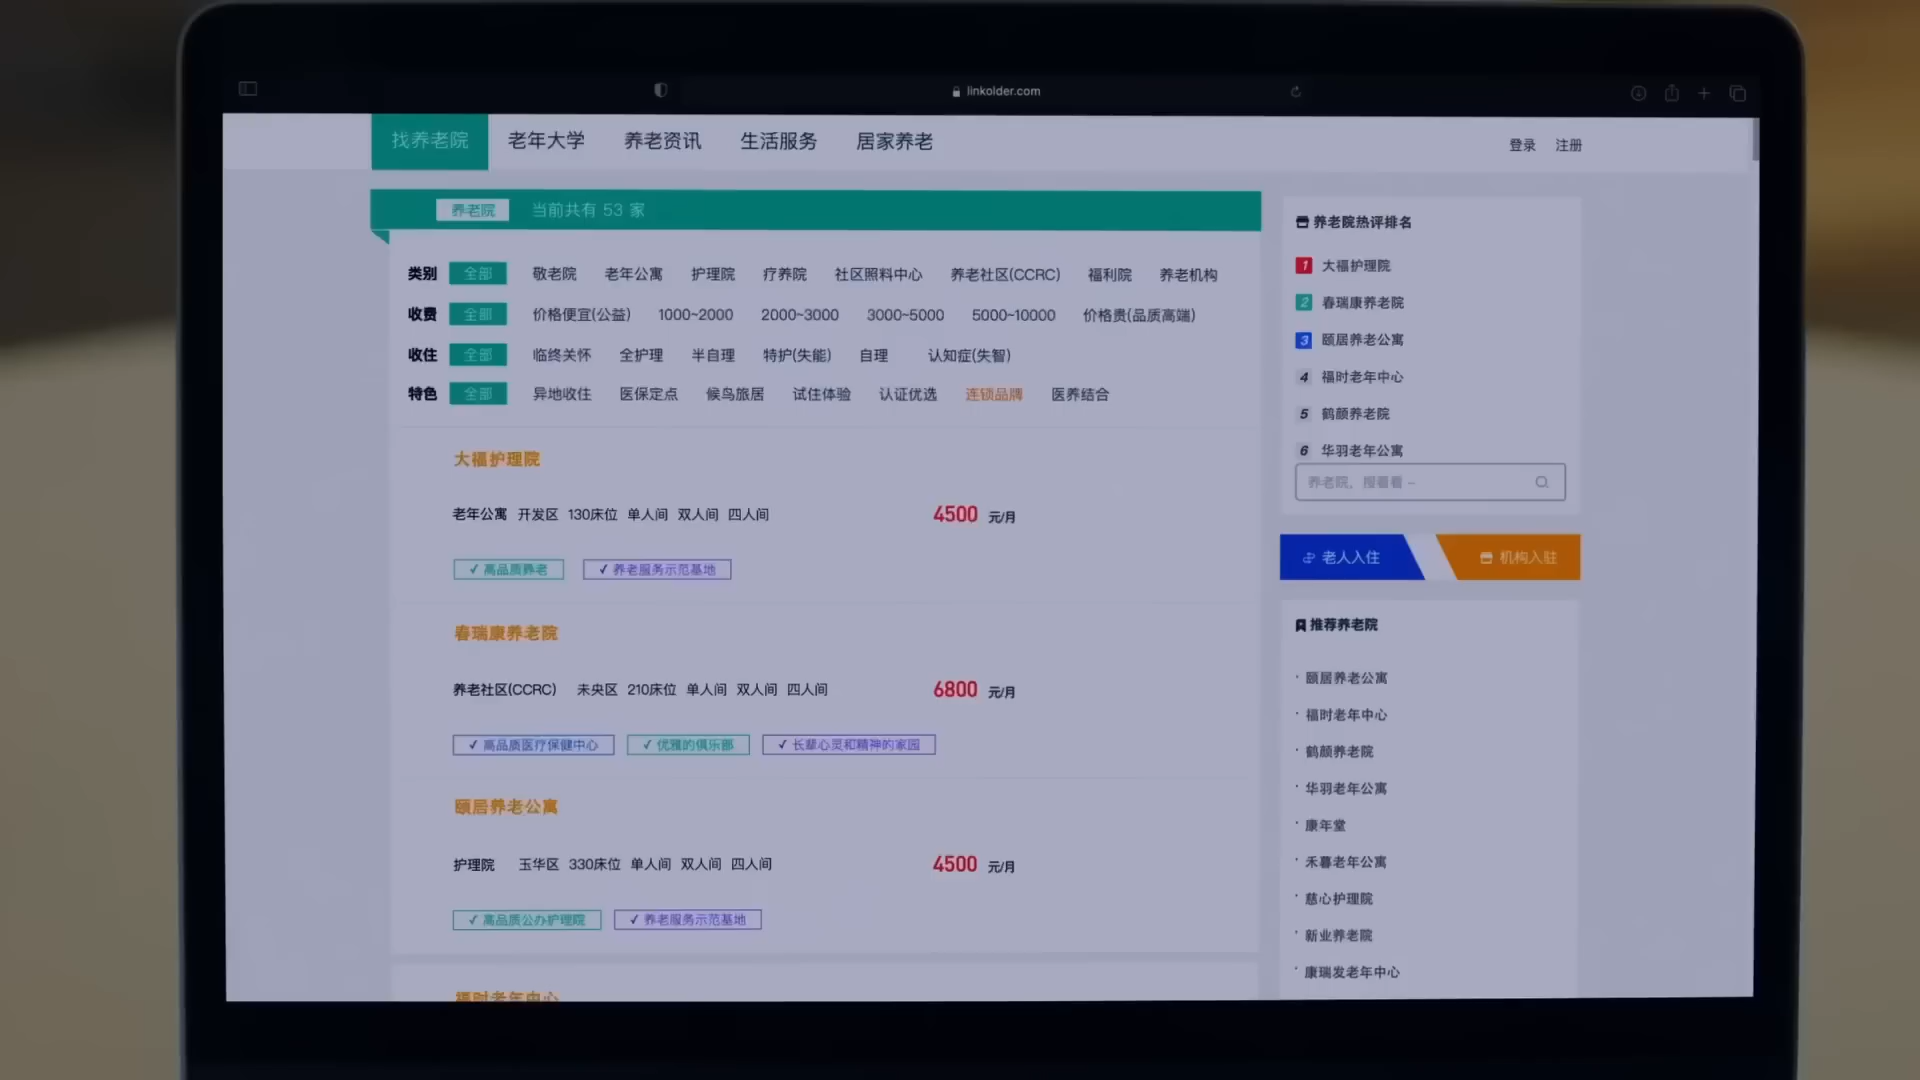 linkolder.com
找养老院 老年大学 养老资讯 生活服务 居家养老
登录 注册
养老院 当前共有 53 家
类别 全部 敬老院 老年公寓 护理院 疗养院 社区照料中心 养老社区(CCRC) 福利院 养老机构
收费 全部 价格便宜(公益) 1000~2000 2000~3000 3000~5000 5000~10000 价格贵(品质高端)
收住 全部 临终关怀 全护理 半自理 特护(失能) 自理 认知症(失智)
特色 全部 异地收住 医保定点 候鸟旅居 试住体验 认证优选 连锁品牌 医养结合
大福护理院
老年公寓 开发区 130床位 单人间 双人间 四人间 4500 元/月
✓ 高品质养老 ✓ 养老服务示范基地
春瑞康养老院
养老社区(CCRC) 未央区 210床位 单人间 双人间 四人间 6800 元/月
✓ 高品质医疗保健中心 ✓ 优雅的俱乐部 ✓ 长辈心灵和精神的家园
颐居养老公寓
护理院 玉华区 330床位 单人间 双人间 四人间 4500 元/月
✓ 高品质公办护理院 ✓ 养老服务示范基地
福时老年中心
养老院热评排名
1 大福护理院
2 春瑞康养老院
3 颐居养老公寓
4 福时老年中心
5 鹤颜养老院
6 华羽老年公寓
养老院，搜看看 ~
老人入住 机构入驻
推荐养老院
· 颐居养老公寓
· 福时老年中心
· 鹤颜养老院
· 华羽老年公寓
· 康年堂
· 禾暮老年公寓
· 慈心护理院
· 新业养老院
· 康瑞发老年中心